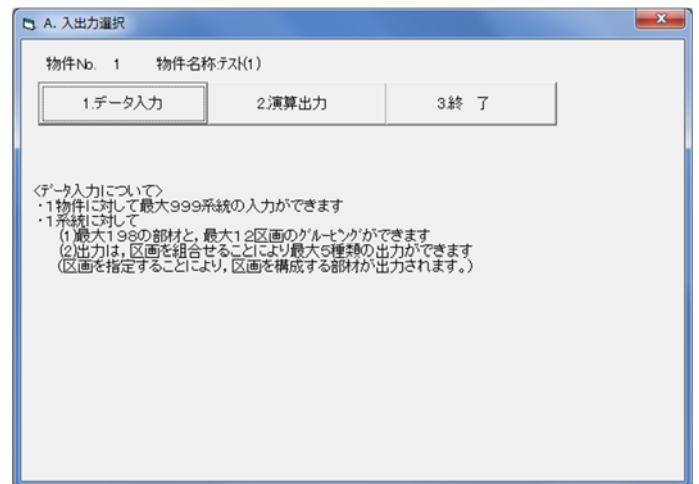 A. 入出力選択
物件No. 1 物件名称:テスト(1)
1.データ入力 2.演算出力 3.終 了
<データ入力について>
・1物件に対して最大999系統の入力ができます
・1系統に対して
(1)最大198の部材と,最大12区画のグルーピングができます
(2)出力は,区画を組合せることにより最大5種類の出力ができます
(区画を指定することにより,区画を構成する部材が出力されます。)